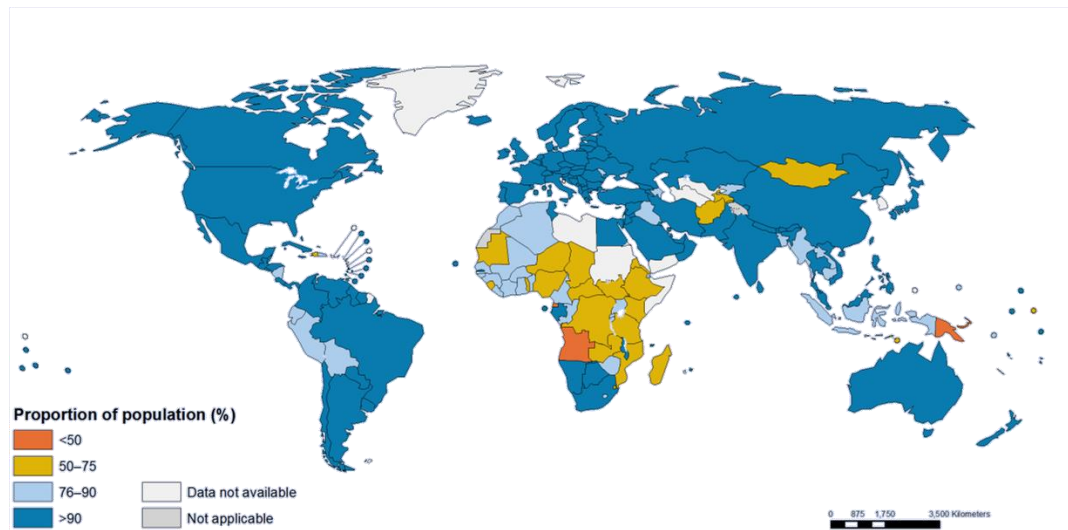 Proportion of population (%)
<50
50–75
76–90
>90
Data not available
Not applicable
0 875 1,750 3,500 Kilometers